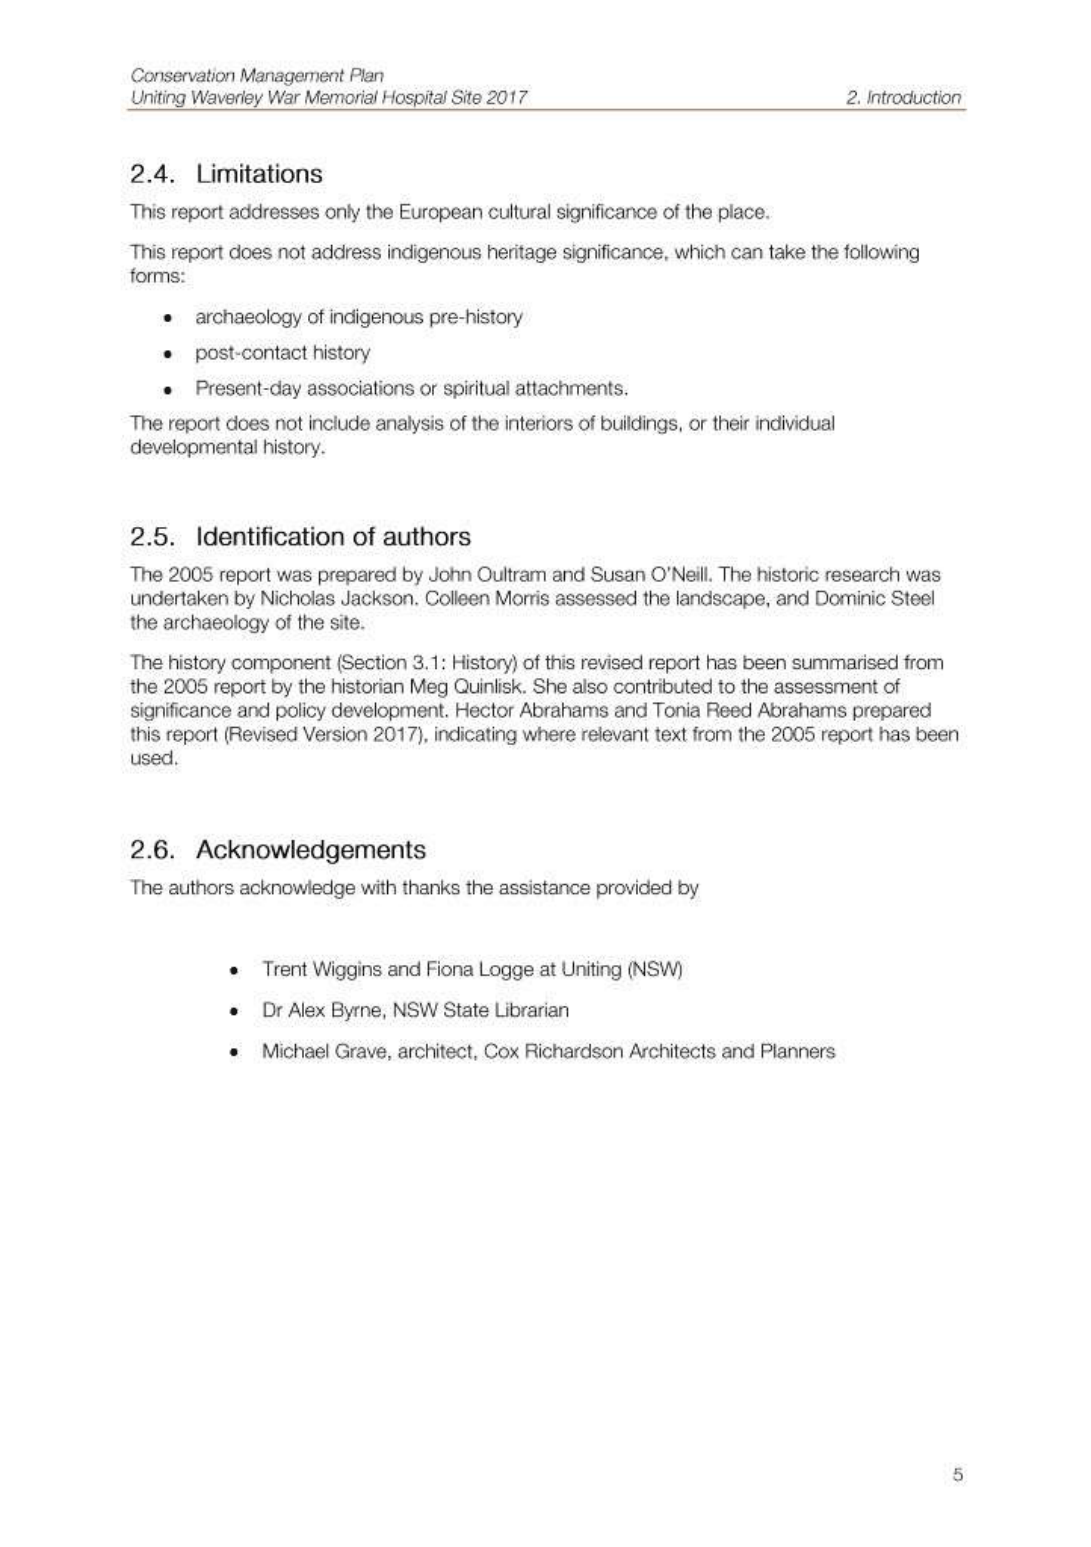 Conservation Management Plan
Uniting Waverley War Memorial Hospital Site 2017
2. Introduction
2.4. Limitations
This report addresses only the European cultural significance of the place.
This report does not address indigenous heritage significance, which can take the following
forms:
• archaeology of indigenous pre-history
• post-contact history
• Present-day associations or spiritual attachments.
The report does not include analysis of the interiors of buildings, or their individual
developmental history.
2.5. Identification of authors
The 2005 report was prepared by John Oultram and Susan O'Neill. The historic research was
undertaken by Nicholas Jackson. Colleen Morris assessed the landscape, and Dominic Steel
the archaeology of the site.
The history component (Section 3.1: History) of this revised report has been summarised from
the 2005 report by the historian Meg Quinlisk. She also contributed to the assessment of
significance and policy development. Hector Abrahams and Tonia Reed Abrahams prepared
this report (Revised Version 2017), indicating where relevant text from the 2005 report has been
used.
2.6. Acknowledgements
The authors acknowledge with thanks the assistance provided by
• Trent Wiggins and Fiona Logge at Uniting (NSW)
• Dr Alex Byrne, NSW State Librarian
• Michael Grave, architect, Cox Richardson Architects and Planners
5